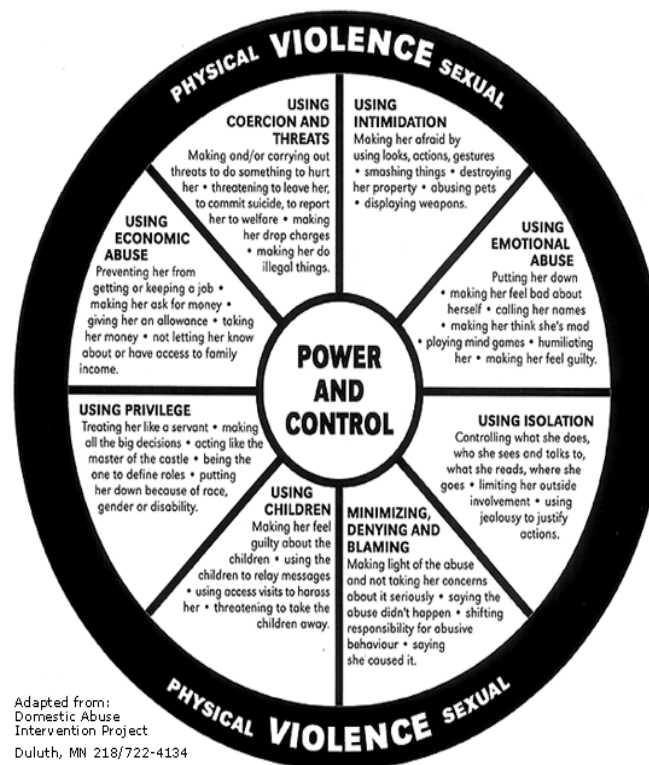 PHYSICAL VIOLENCE SEXUAL
USING
COERCION AND
THREATS
Making and/or carrying out
threats to do something to hurt
her • threatening to leave her,
to commit suicide, to report
her to welfare • making
her drop charges
• making her do
illegal things.
USING
INTIMIDATION
Making her afraid by
using looks, actions, gestures
• smashing things • destroying
her property • abusing pets
• displaying weapons.
USING
EMOTIONAL
ABUSE
Putting her down
• making her feel bad about
herself • calling her names
• making her think she's mad
• playing mind games • humiliating
her • making her feel guilty.
USING ISOLATION
Controlling what she does,
who she sees and talks to,
what she reads, where she
goes • limiting her outside
involvement • using
jealousy to justify
actions.
MINIMIZING,
DENYING AND
BLAMING
Making light of the abuse
and not taking her concerns
about it seriously • saying the
abuse didn't happen • shifting
responsibility for abusive
behaviour • saying
she caused it.
USING
CHILDREN
Making her feel
guilty about the
children • using the
children to relay messages
• using access visits to harass
her • threatening to take the
children away.
USING PRIVILEGE
Treating her like a servant • making
all the big decisions • acting like the
master of the castle • being the
one to define roles • putting
her down because of race,
gender or disability.
USING
ECONOMIC
ABUSE
Preventing her from
getting or keeping a job •
making her ask for money •
giving her an allowance • taking
her money • not letting her know
about or have access to family
income.
POWER
AND
CONTROL
PHYSICAL VIOLENCE SEXUAL
Adapted from:
Domestic Abuse
Intervention Project
Duluth, MN 218/722-4134